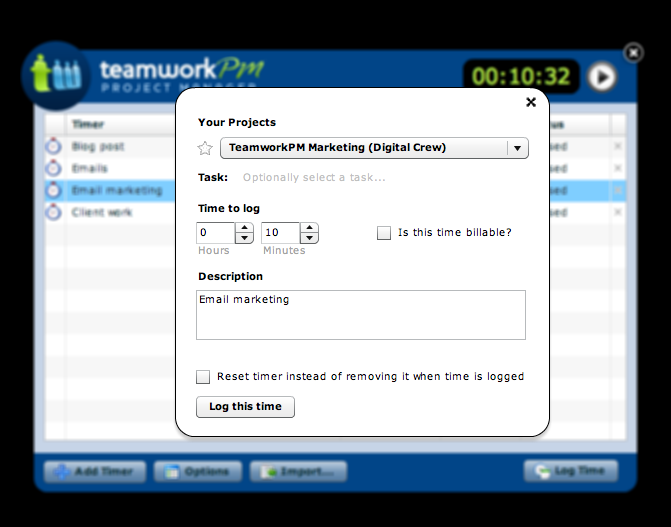 teamworkPm
PROJECT MANAGER
00:10:32
Your Projects
TeamworkPM Marketing (Digital Crew)
Task: Optionally select a task...
Time to log
0 10 Is this time billable?
Hours Minutes
Description
Email marketing
Reset timer instead of removing it when time is logged
Log this time
Timer
Blog post
Emails
Email marketing
Client work
Add Timer Options Import... Log Time